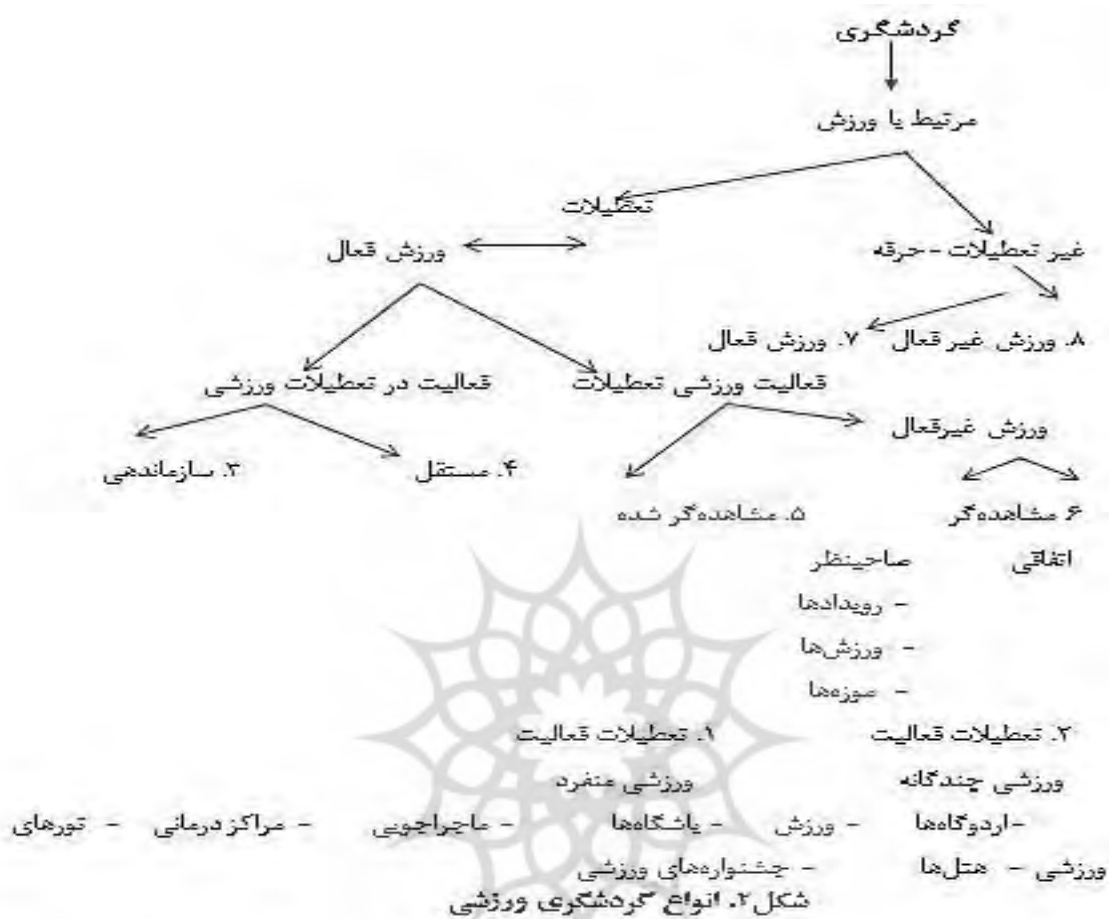 گردشگری
مرتبط با ورزش
تعطیلات
غیر تعطیلات - حرفه ورزش فعال
۸. ورزش غیر فعال ۷. ورزش فعال
فعالیت ورزشی تعطیلات فعالیت در تعطیلات ورزشی
ورزش غیرفعال
۴. مستقل ۳. سازماندهی
۶ مشاهده‌گر ۵. مشاهده‌گر شده
اتفاقی صاحبنظر
- رویدادها
- ورزش‌ها
- موزه‌ها
۲. تعطیلات فعالیت ۱. تعطیلات فعالیت
ورزشی چندگانه ورزشی منفرد
-اردوگاه‌ها - ورزش - باشگاه‌ها - ماجراجویی - مراکز درمانی - تورهای
ورزشی - هتل‌ها - جشنواره‌های ورزشی
شکل۲. انواع گردشگری ورزشی